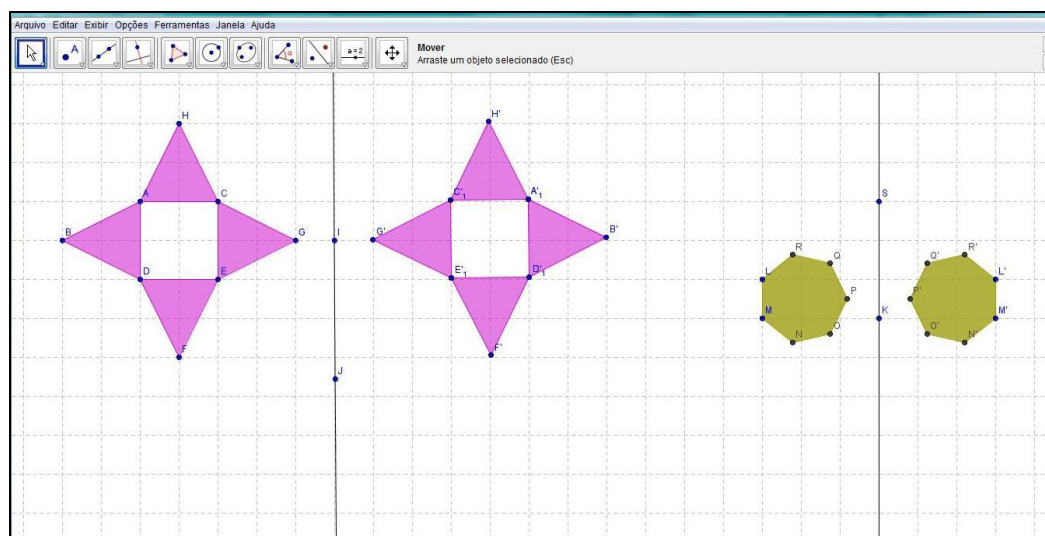 Arquivo Editar Exibir Opções Ferramentas Janela Ajuda
A
a = 2
Mover
Arraste um objeto selecionado (Esc)
H
H'
A
C
C'₁
A'₁
S
B
G
I
G'
B'
R
Q
Q'
R'
D
E
E'₁
D'₁
L
L'
P
P'
M
K
M'
N
O
O'
N'
F
F'
J